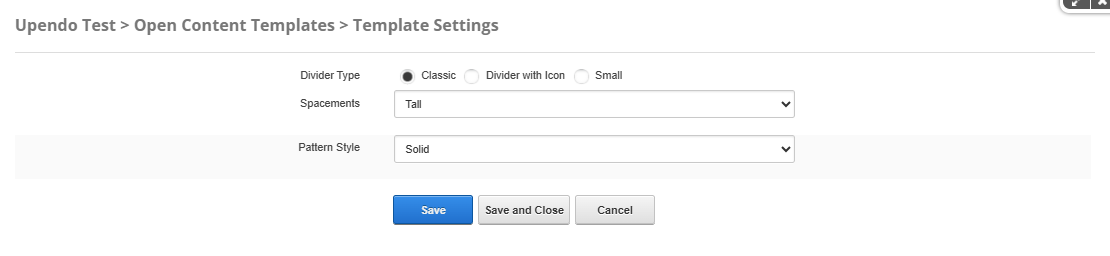 Upendo Test > Open Content Templates > Template Settings
Divider Type Classic Divider with Icon Small
Spacements Tall
Pattern Style Solid
Save Save and Close Cancel